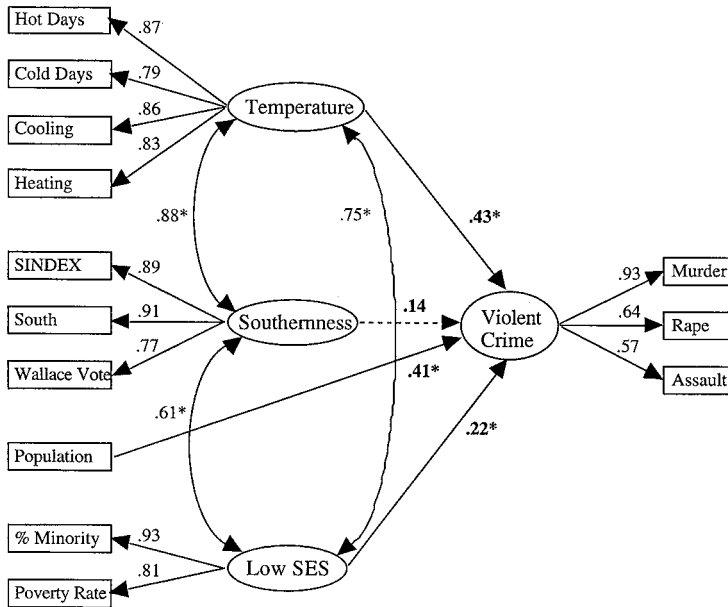 Hot Days
.87
Cold Days
.79
Temperature
Cooling
.86
Heating
.83
.88*
.75*
.43*
SINDEX
.89
South
.91
Southernness
.14
Violent
Crime
.93
Murder
.64
Rape
.57
Assault
Wallace Vote
.77
.41*
.61*
.22*
Population
% Minority
.93
Low SES
Poverty Rate
.81